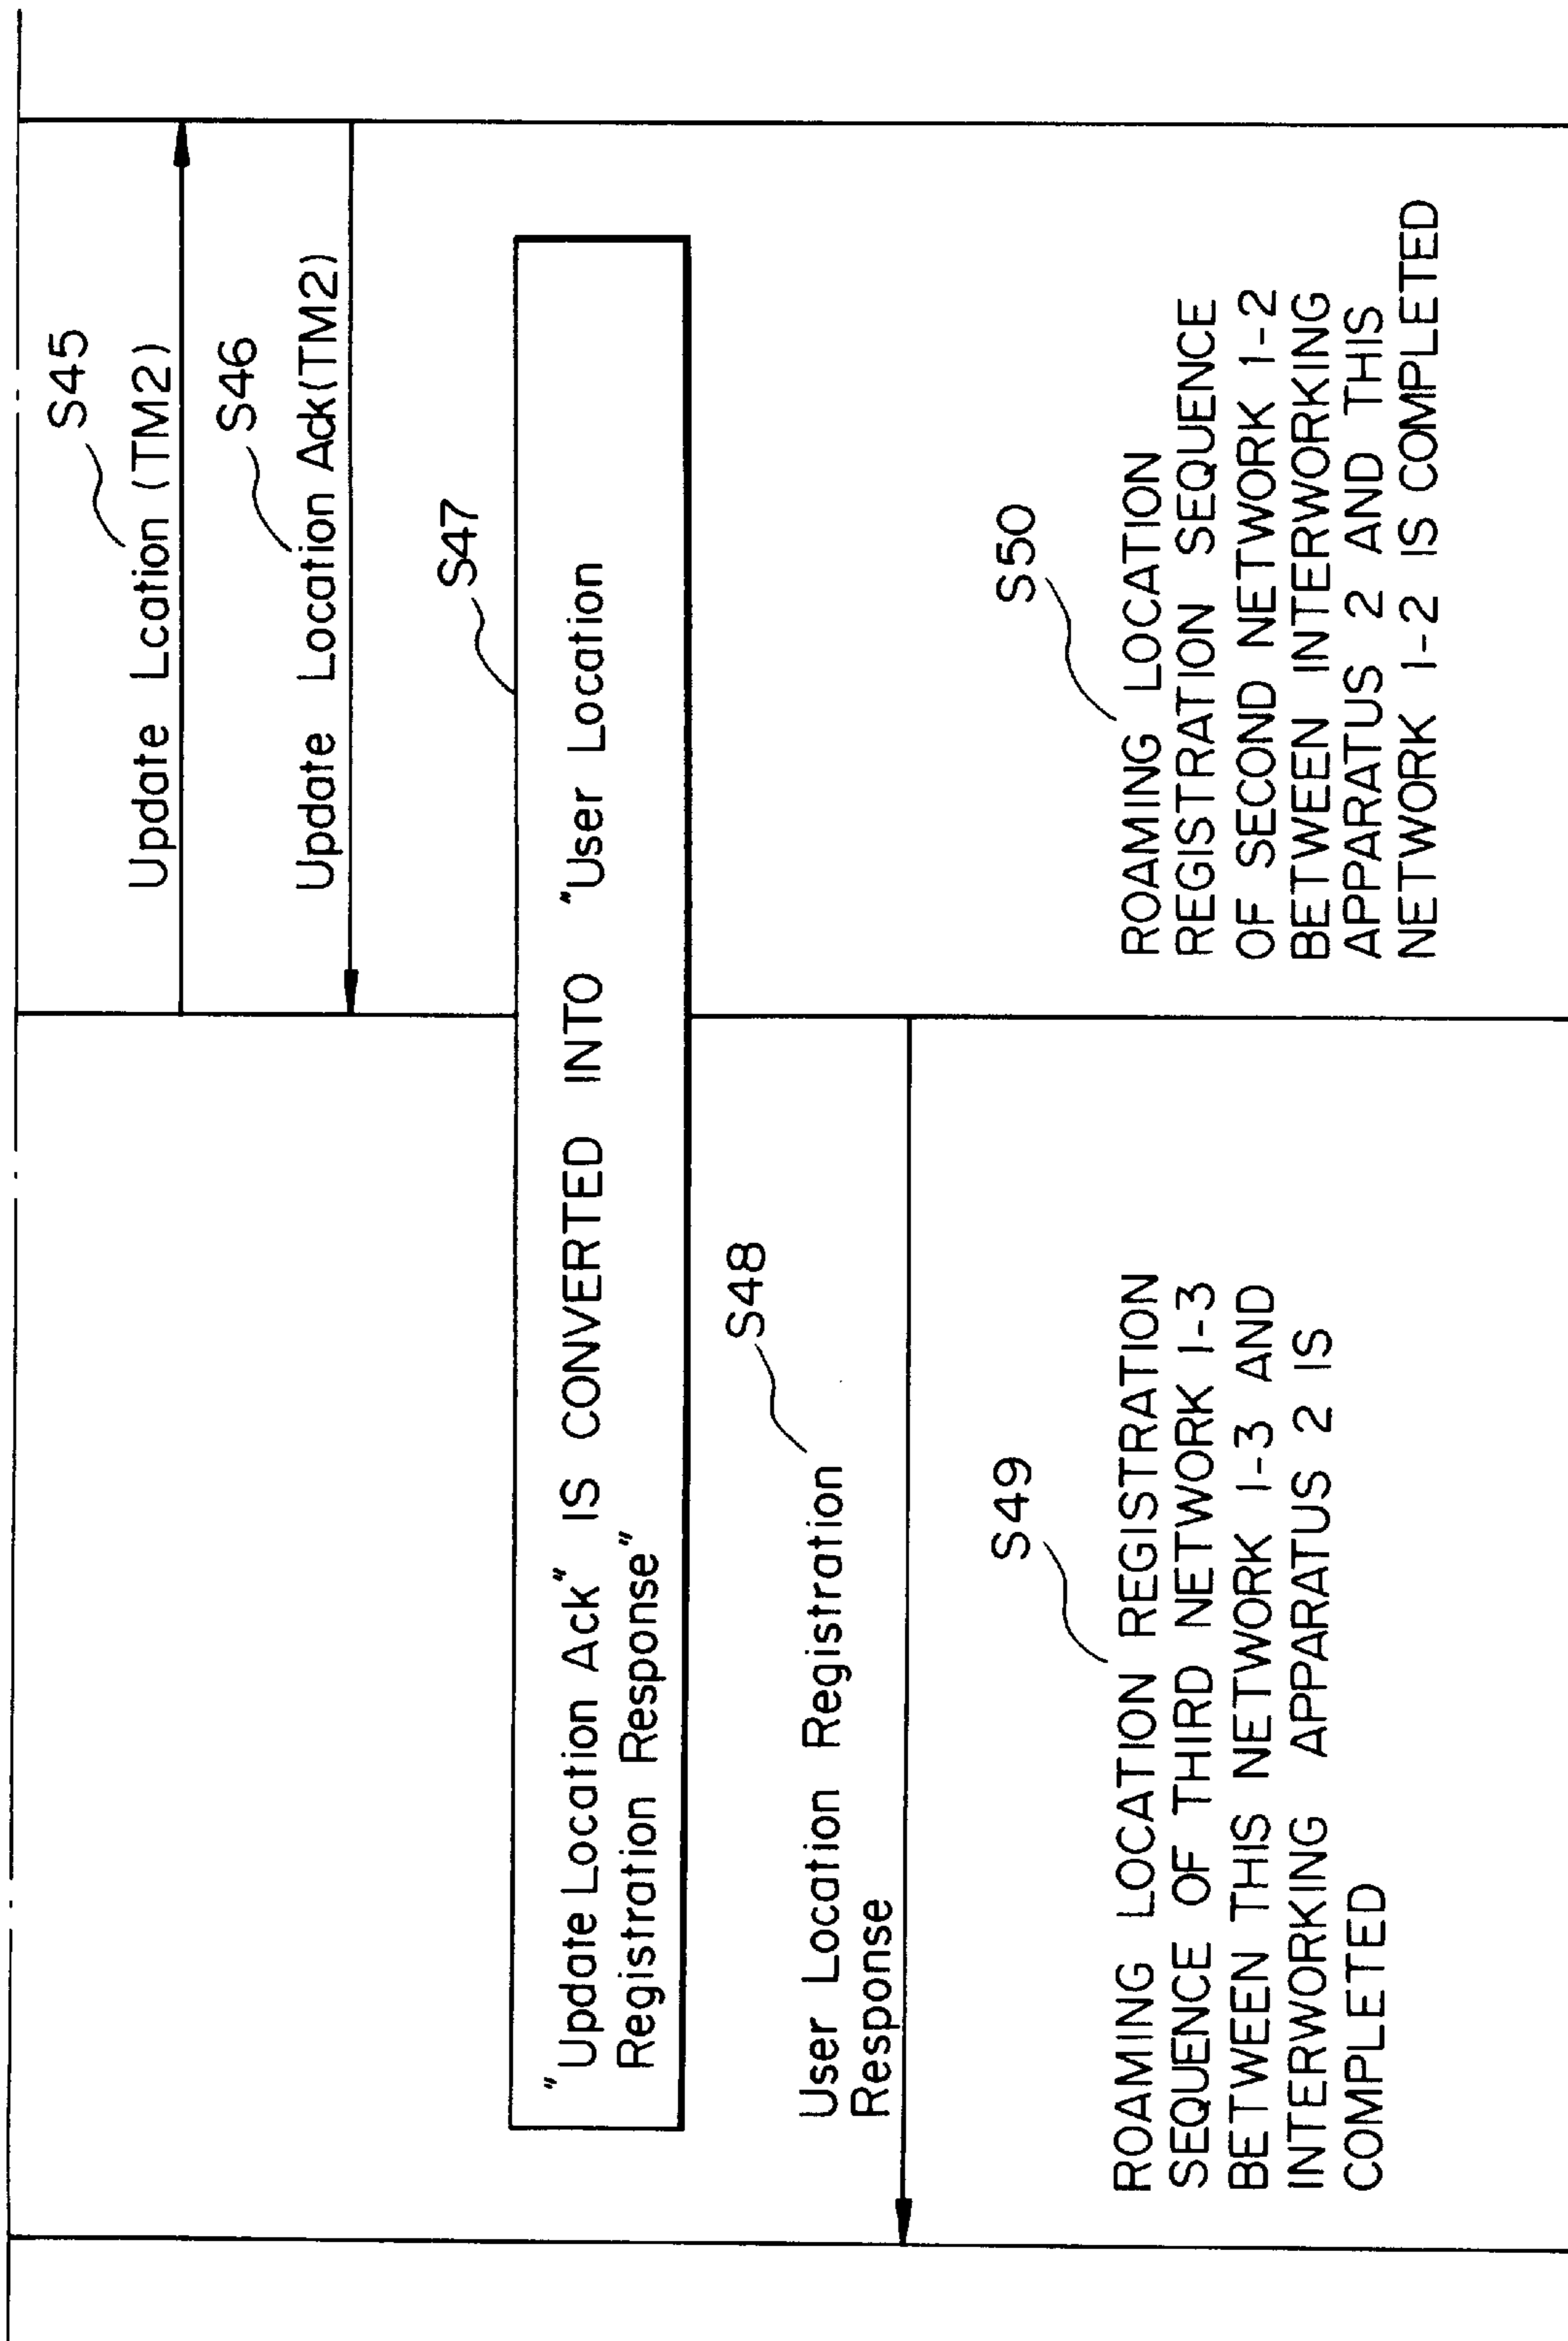 S45
Update Lcation (TM2)
S46
Update Location Ack(TM2)
S47
"Update Location Ack" IS CONVERTED INTO "User Location
Registration Response"
S48
User Location Registration
Response
S49
ROAMING LOCATION REGISTRATION
SEQUENCE OF THIRD NETWORK 1-3
BETWEEN THIS NETWORK 1-3 AND
INTERWORKING APPARATUS 2 IS
COMPLETED
S50
ROAMING LOCATION
REGISTRATION SEQUENCE
OF SECOND NETWORK 1-2
BETWEEN INTERWORKING
APPARATUS 2 AND THIS
NETWORK 1-2 IS COMPLETED